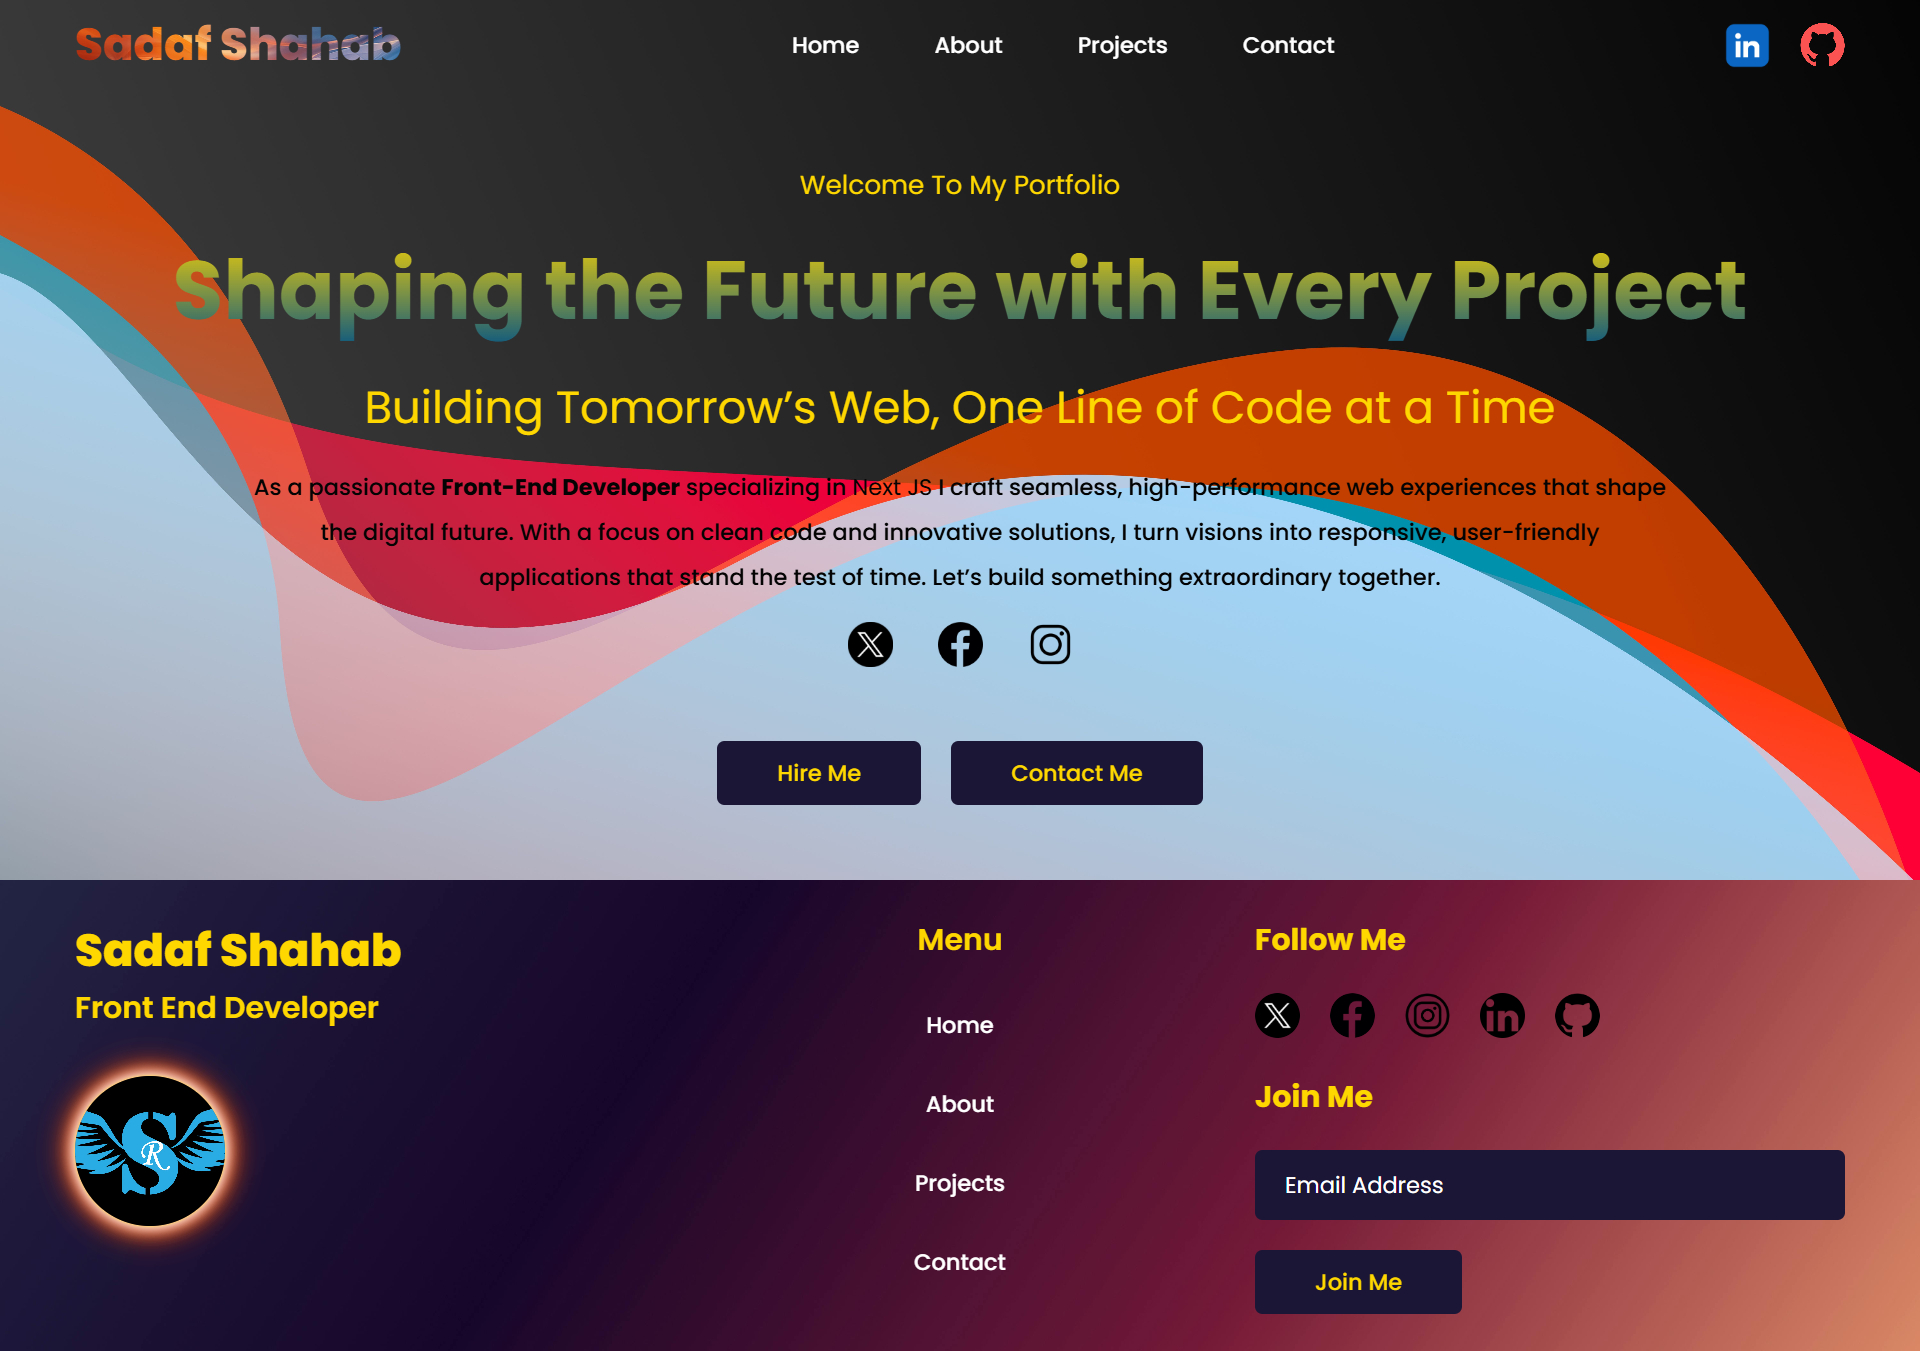 Sadaf Shahab
Home
About
Projects
Contact
in
Welcome To My Portfolio
Shaping the Future with Every Project
Building Tomorrow’s Web, One Line of Code at a Time
As a passionate Front-End Developer specializing in Next JS I craft seamless, high-performance web experiences that shape
the digital future. With a focus on clean code and innovative solutions, I turn visions into responsive, user-friendly
applications that stand the test of time. Let’s build something extraordinary together.
Hire Me
Contact Me
Sadaf Shahab
Front End Developer
S
R
Menu
Home
About
Projects
Contact
Follow Me
in
Join Me
Email Address
Join Me